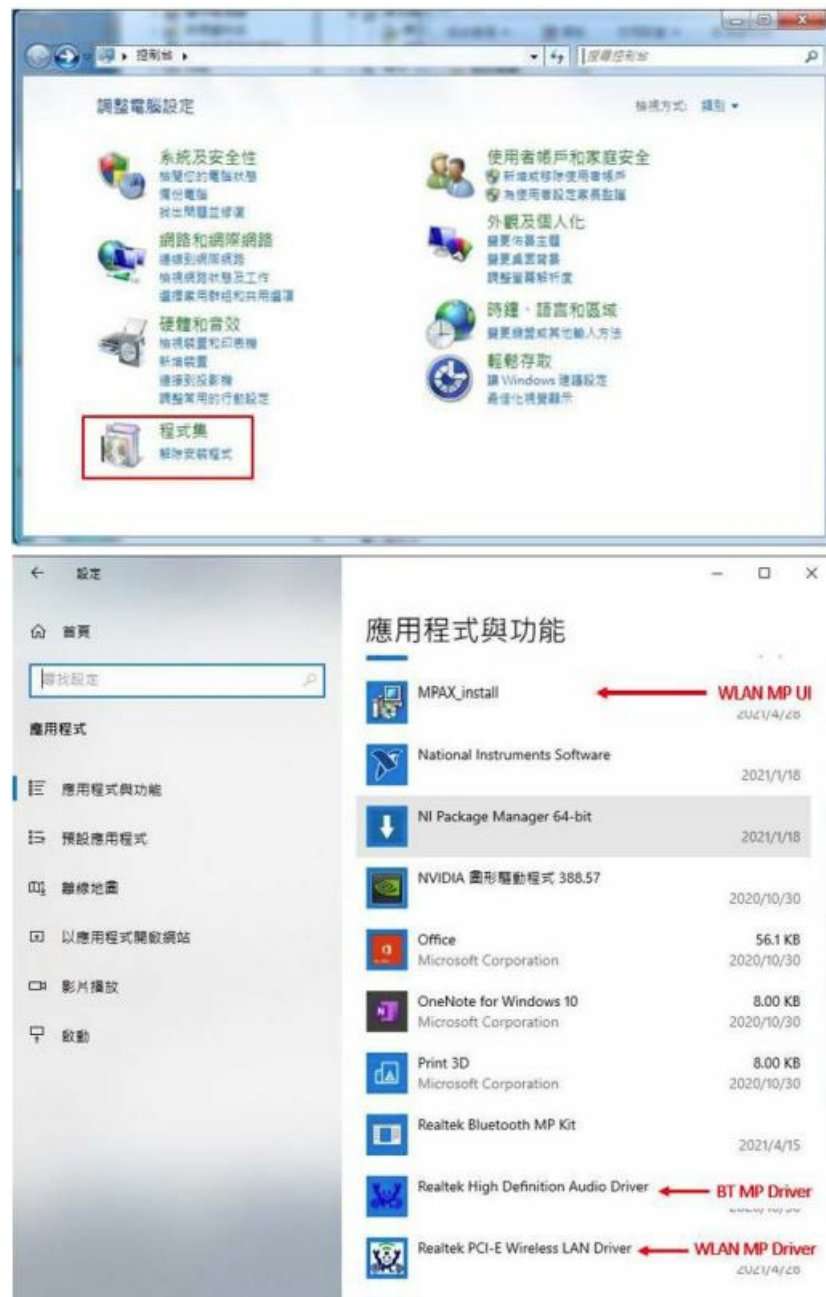 控制台
搜尋控制台
調整電腦設定
檢視方式: 類別
系統及安全性
檢閱您的電腦狀態
備份電腦
找出問題並修復
網路和網際網路
連線到網際網路
檢視網路狀態及工作
選擇家用群組和共用選項
硬體和音效
檢視裝置和印表機
新增裝置
連接到投影機
調整常用的行動設定
程式集
解除安裝程式
使用者帳戶和家庭安全
新增或移除使用者帳戶
為使用者設定家長監護
外觀及個人化
變更佈景主題
變更桌面背景
調整螢幕解析度
時鐘、語言和區域
變更鍵盤或其他輸入方法
輕鬆存取
讓 Windows 建議設定
最佳化視覺顯示
設定
首頁
尋找設定
應用程式
應用程式與功能
預設應用程式
離線地圖
以應用程式開啟網站
影片播放
啟動
應用程式與功能
MPAX_install
WLAN MP UI
2021/4/28
National Instruments Software
2021/1/18
NI Package Manager 64-bit
2021/1/18
NVIDIA 圖形驅動程式 388.57
2020/10/30
Office
56.1 KB
Microsoft Corporation
2020/10/30
OneNote for Windows 10
8.00 KB
Microsoft Corporation
2020/10/30
Print 3D
8.00 KB
Microsoft Corporation
2020/10/30
Realtek Bluetooth MP Kit
2021/4/15
Realtek High Definition Audio Driver
BT MP Driver
Realtek PCI-E Wireless LAN Driver
WLAN MP Driver
2021/4/28